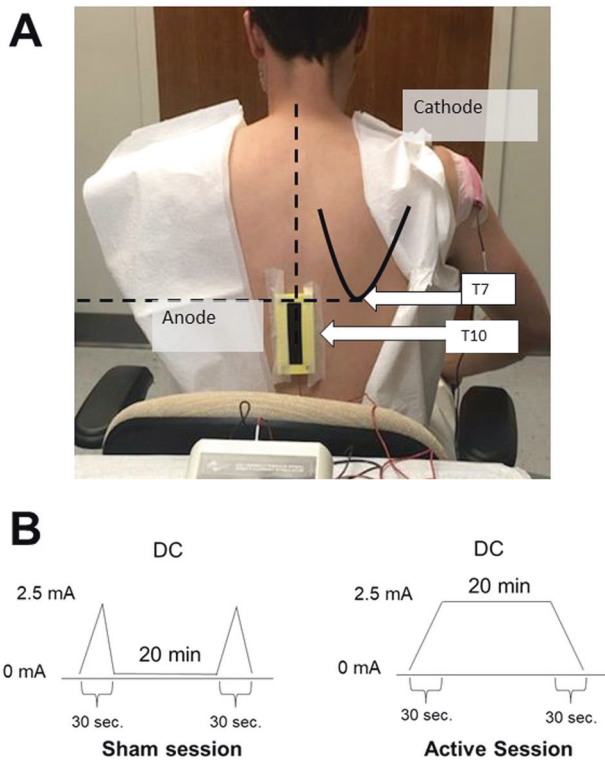 A
Cathode
T7
Anode
T10
B
DC
2.5 mA
20 min
0 mA
30 sec.
30 sec.
Sham session
DC
2.5 mA
20 min
0 mA
30 sec.
30 sec.
Active Session